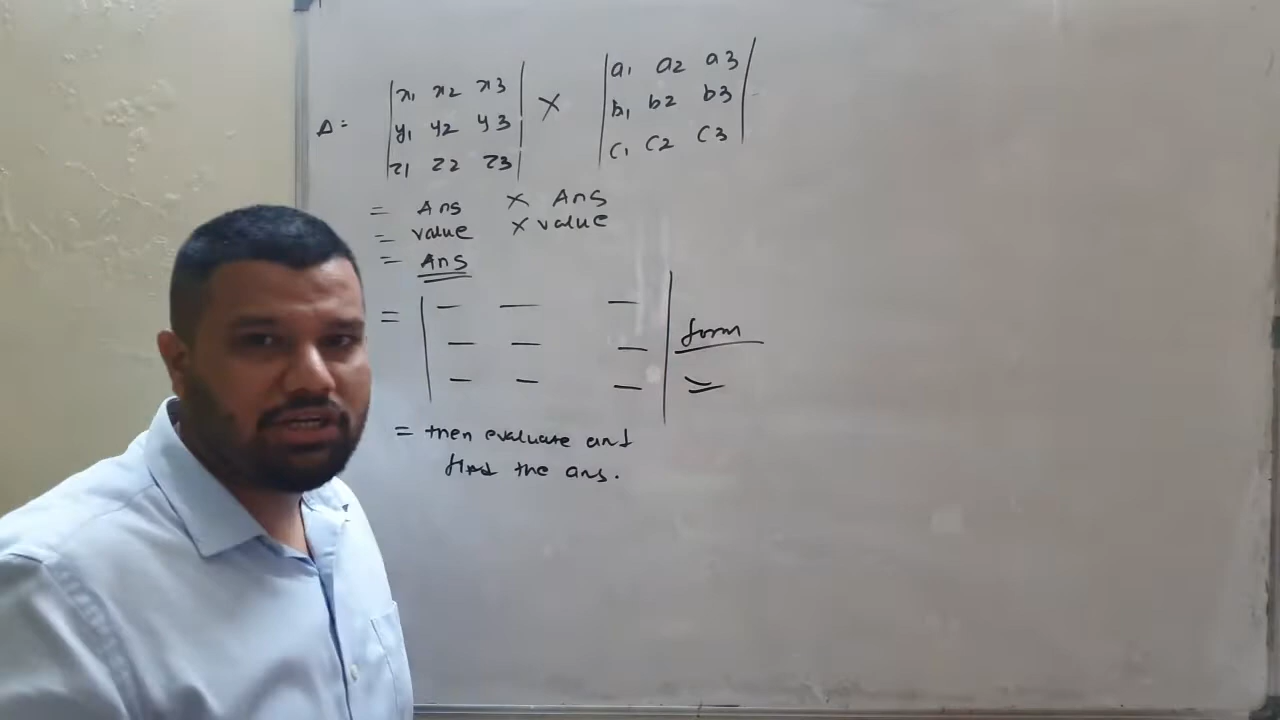 Δ = | x1 x2 x3 | × | a1 a2 a3 |
| y1 y2 y3 | | b1 b2 b3 |
| z1 z2 z3 | | c1 c2 c3 |
= Ans × Ans
= value × value
= Ans
= | — — — |
| — — — | form
| — — — |
= then evaluate and
find the ans.